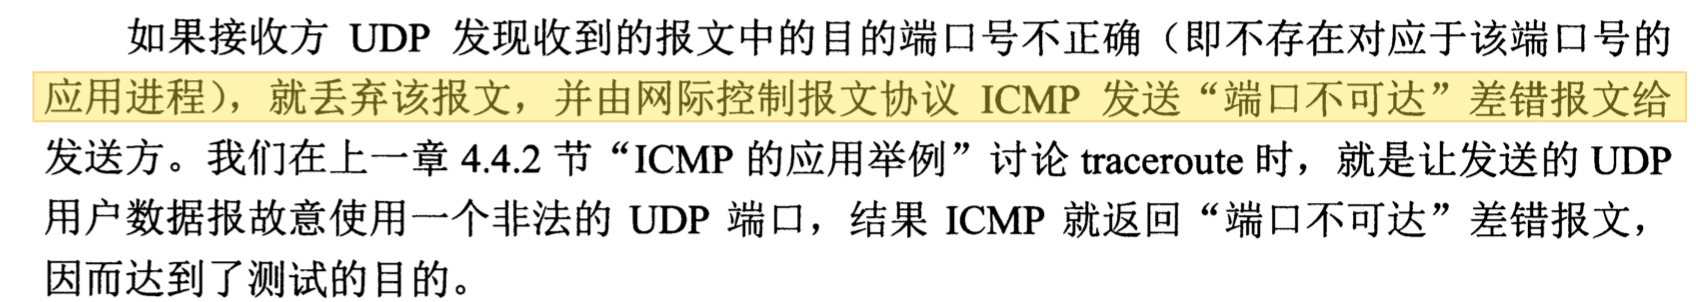 如果接收方 UDP 发现收到的报文中的目的端口号不正确（即不存在对应于该端口号的
应用进程），就丢弃该报文，并由网际控制报文协议 ICMP 发送“端口不可达”差错报文给
发送方。我们在上一章 4.4.2 节“ICMP 的应用举例”讨论 traceroute 时，就是让发送的 UDP
用户数据报故意使用一个非法的 UDP 端口，结果 ICMP 就返回“端口不可达”差错报文，
因而达到了测试的目的。